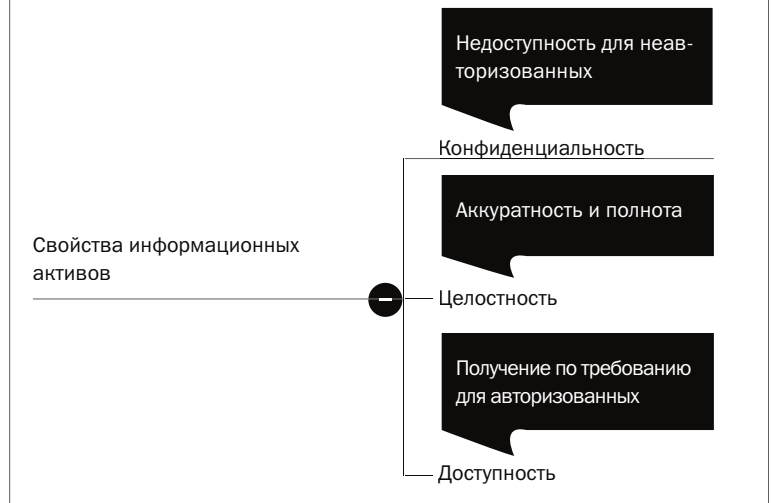 Недоступность для неав-
торизованных
Конфиденциальность
Аккуратность и полнота
Свойства информационных
активов
Целостность
Получение по требованию
для авторизованных
Доступность